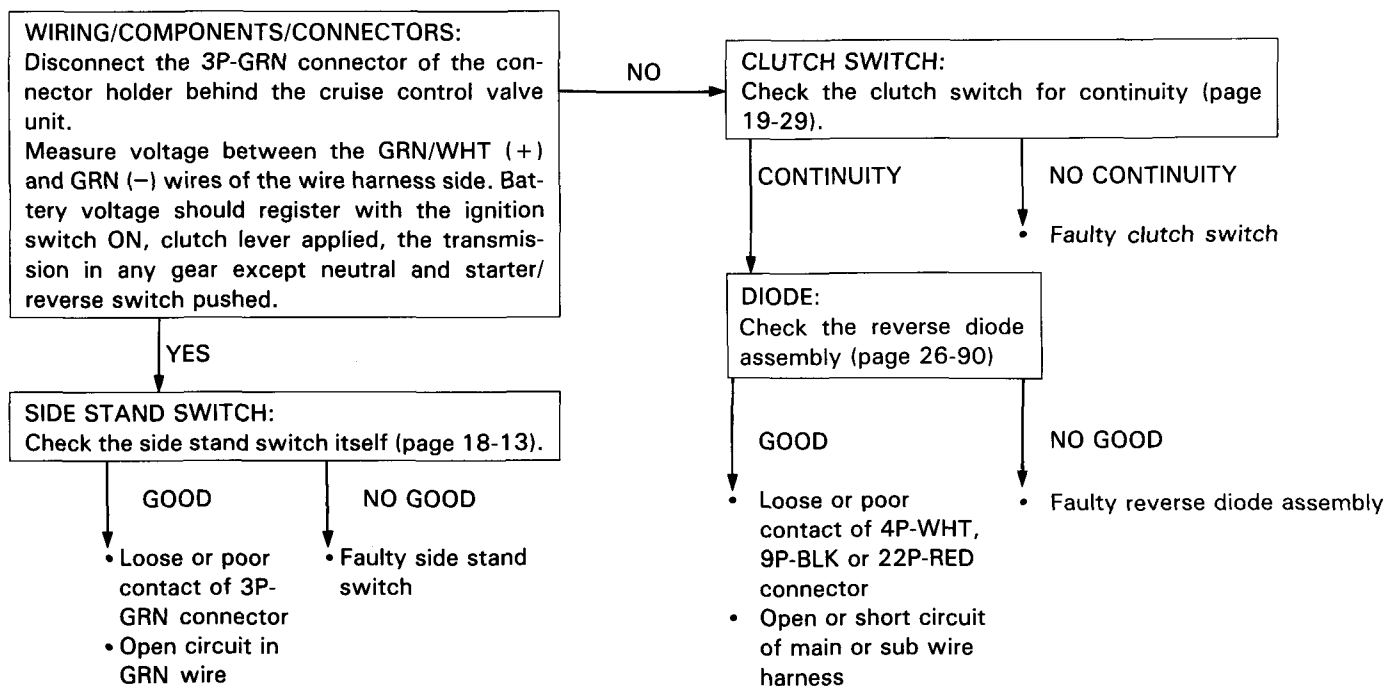 WIRING/COMPONENTS/CONNECTORS:
Disconnect the 3P-GRN connector of the con-
nector holder behind the cruise control valve
unit.
Measure voltage between the GRN/WHT (+)
and GRN (−) wires of the wire harness side. Bat-
tery voltage should register with the ignition
switch ON, clutch lever applied, the transmis-
sion in any gear except neutral and starter/
reverse switch pushed.
NO
CLUTCH SWITCH:
Check the clutch switch for continuity (page
19-29).
CONTINUITY
NO CONTINUITY
• Faulty clutch switch
DIODE:
Check the reverse diode
assembly (page 26-90)
GOOD
NO GOOD
• Loose or poor
contact of 4P-WHT,
9P-BLK or 22P-RED
connector
• Open or short circuit
of main or sub wire
harness
• Faulty reverse diode assembly
YES
SIDE STAND SWITCH:
Check the side stand switch itself (page 18-13).
GOOD
NO GOOD
• Loose or poor
contact of 3P-
GRN connector
• Open circuit in
GRN wire
• Faulty side stand
switch